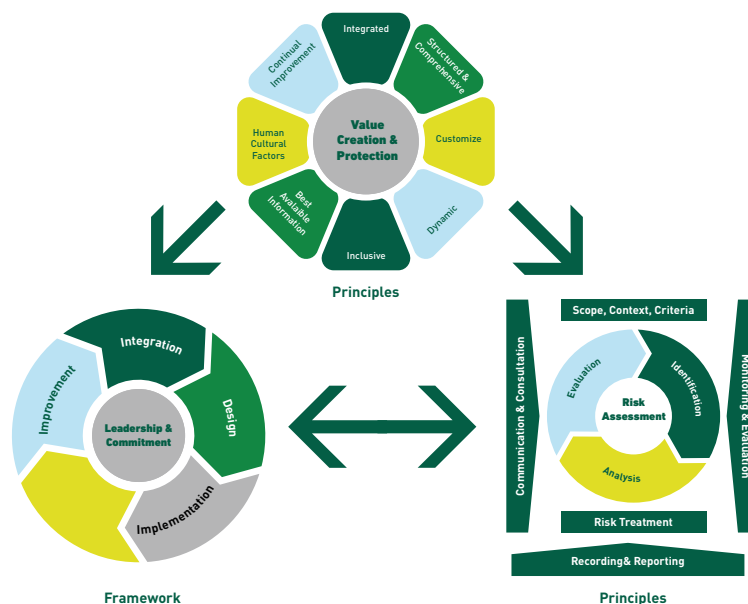 Integrated
Structured &
Comprehensive
Customize
Dynamic
Inclusive
Best
Avalaible
Information
Human
Cultural
Factors
Continual
Improvement
Value
Creation &
Protection
Principles
Integration
Design
Implementation
Improvement
Leadership &
Commitment
Framework
Scope, Context, Criteria
Communication & Consultation
Evaluation
Identification
Analysis
Risk
Assessment
Monitoring & Evaluation
Risk Treatment
Recording& Reporting
Principles